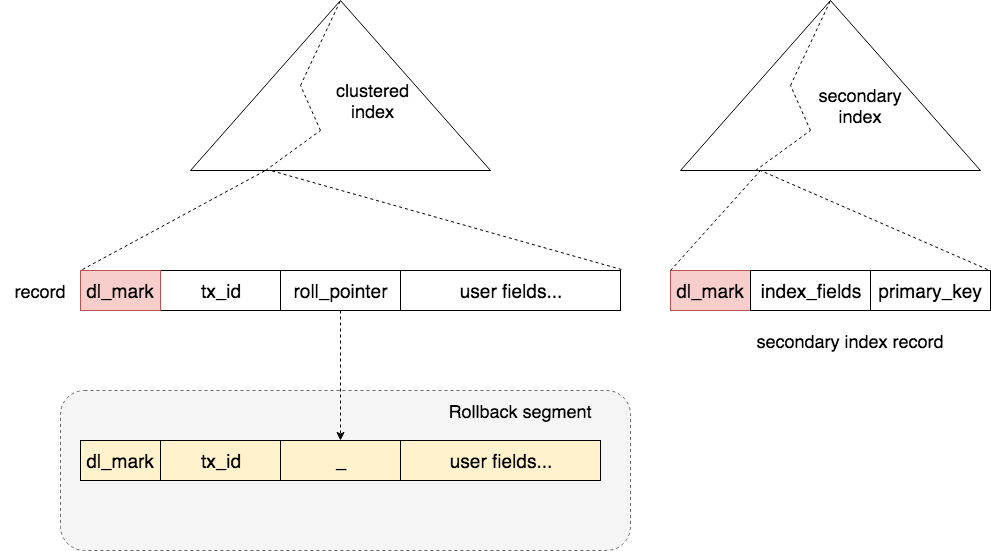 clustered
index
secondary
index
record
dl_mark
tx_id
roll_pointer
user fields...
dl_mark
index_fields
primary_key
secondary index record
Rollback segment
dl_mark
tx_id
_
user fields...